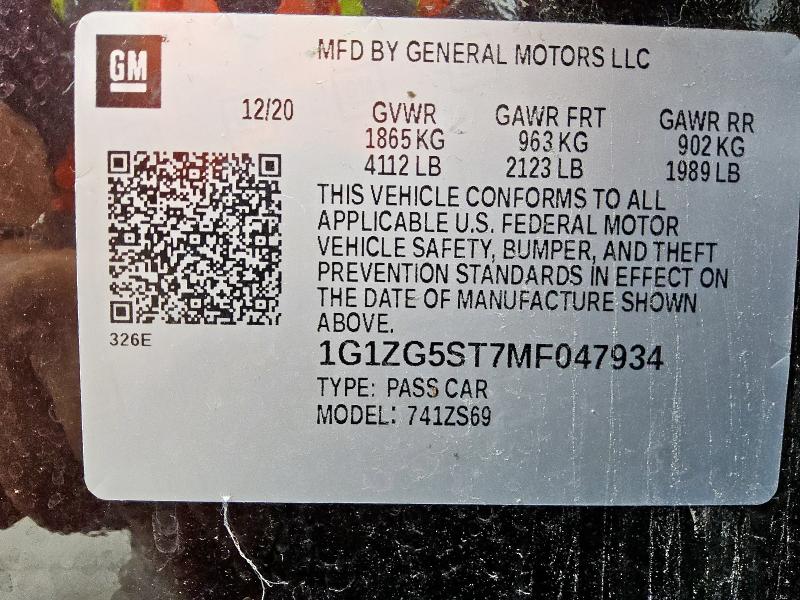 GM
MFD BY GENERAL MOTORS LLC
12/20
GVWR GAWR FRT GAWR RR
1865 KG 963 KG 902 KG
4112 LB 2123 LB 1989 LB
THIS VEHICLE CONFORMS TO ALL
APPLICABLE U.S. FEDERAL MOTOR
VEHICLE SAFETY, BUMPER, AND THEFT
PREVENTION STANDARDS IN EFFECT ON
THE DATE OF MANUFACTURE SHOWN
ABOVE.
326E
1G1ZG5ST7MF047934
TYPE: PASS CAR
MODEL: 741ZS69